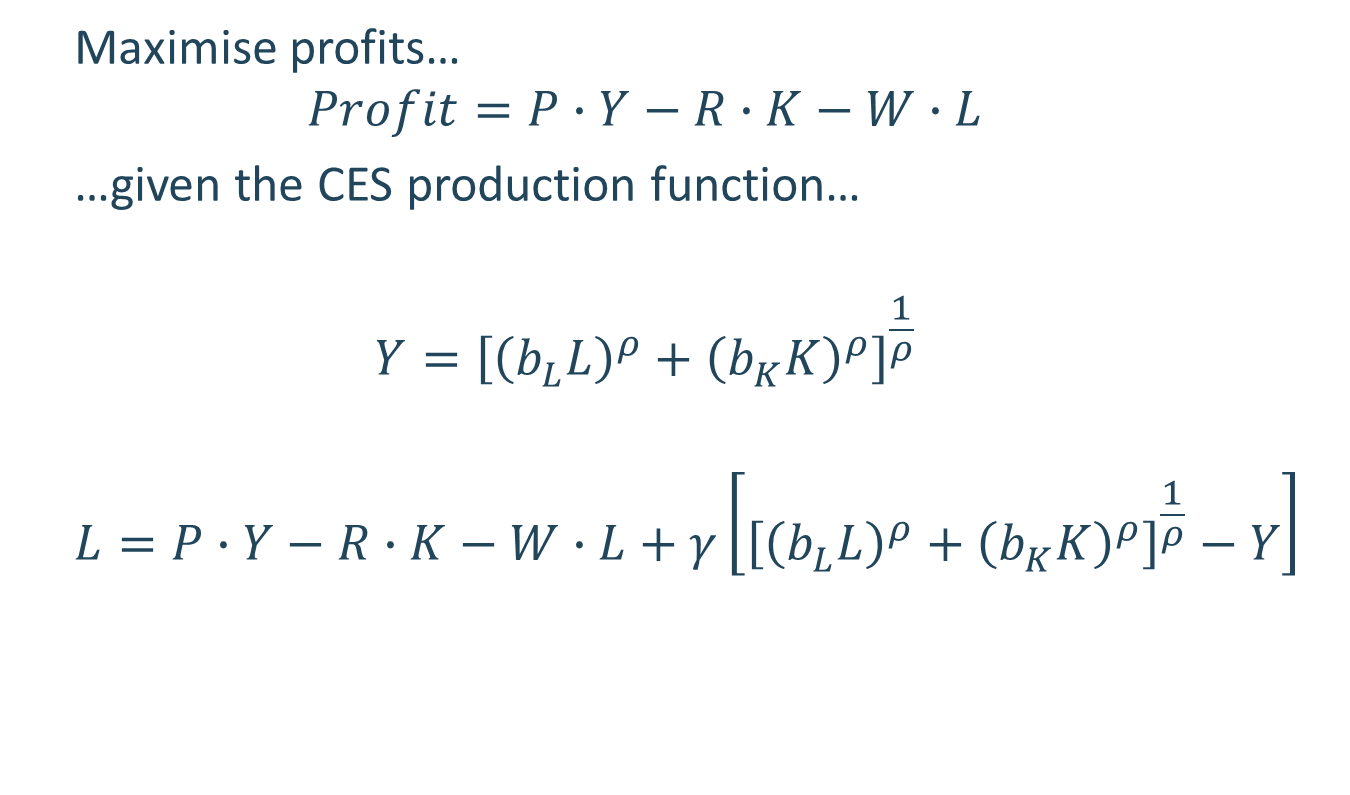 Maximise profits…
Profit = P · Y − R · K − W · L
…given the CES production function…
Y = [(b_L L)^ρ + (b_K K)^ρ]^{1/ρ}
L = P · Y − R · K − W · L + γ [[(b_L L)^ρ + (b_K K)^ρ]^{1/ρ} − Y]